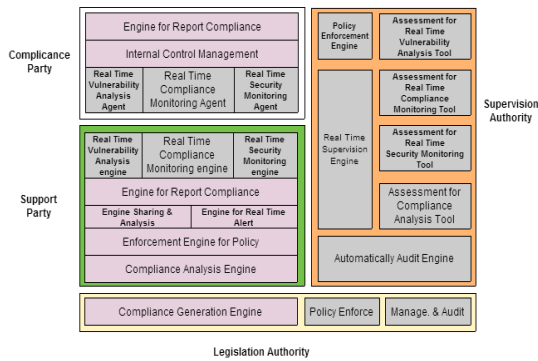 Complicance
Party
Engine for Report Compliance
Internal Control Management
Real Time
Vulnerability
Analysis
Agent
Real Time
Compliance
Monitoring Agent
Real Time
Security
Monitoring
Agent
Support
Party
Real Time
Vulnerability
Analysis
engine
Real Time
Compliance
Monitoring engine
Real Time
Security
Monitoring
engine
Engine for Report Compliance
Engine Sharing &
Analysis
Engine for Real Time
Alert
Enforcement Engine for Policy
Compliance Analysis Engine
Policy
Enforcement
Engine
Real Time
Supervision
Engine
Assessment for
Real Time
Vulnerability
Analysis Tool
Assessment for
Real Time
Compliance
Monitoring Tool
Assessment for
Real Time
Security Monitoring
Tool
Assessment for
Compliance
Analysis Tool
Automatically Audit Engine
Supervision
Authority
Compliance Generation Engine
Policy Enforce
Manage. & Audit
Legislation Authority